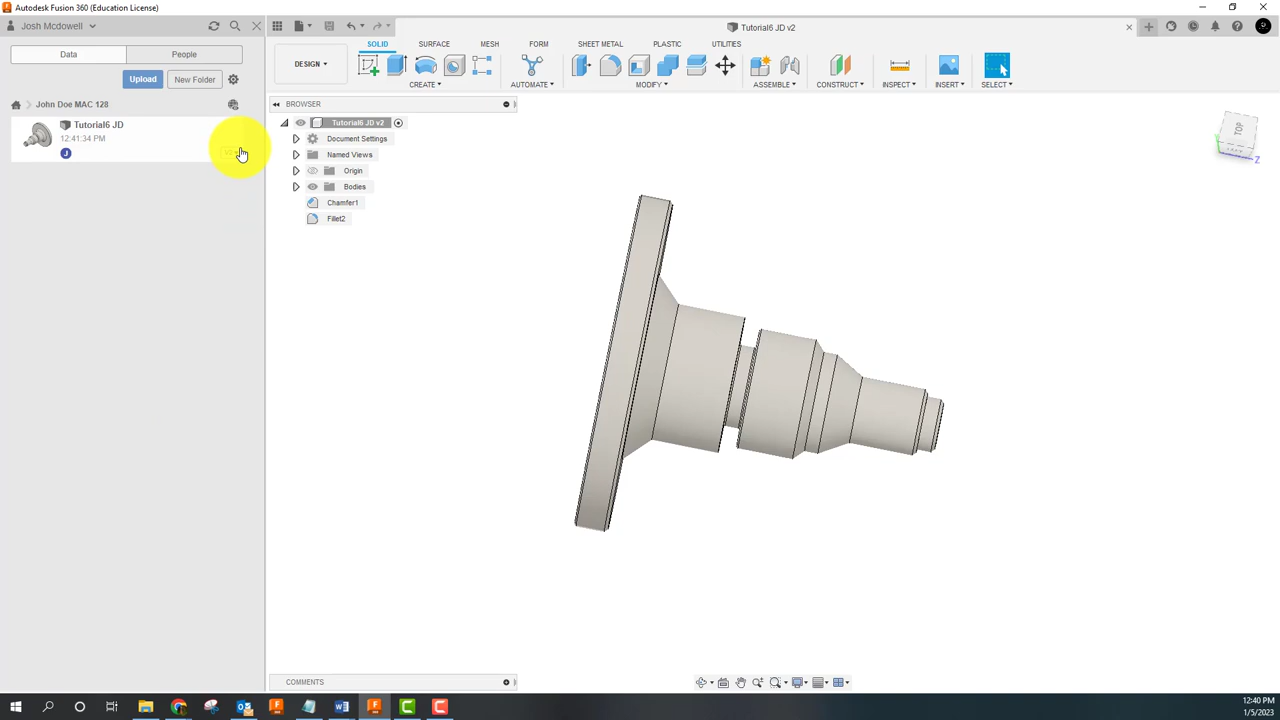 Autodesk Fusion 360 (Education License)
Josh Mcdowell
Tutorial6 JD v2
Data
People
Upload
New Folder
John Doe MAC 128
Tutorial6 JD
12:41:34 PM
J
DESIGN
SOLID
SURFACE
MESH
FORM
SHEET METAL
PLASTIC
UTILITIES
CREATE
AUTOMATE
MODIFY
ASSEMBLE
CONSTRUCT
INSPECT
INSERT
SELECT
BROWSER
Tutorial6 JD v2
Document Settings
Named Views
Origin
Bodies
Chamfer1
Fillet2
TOP
Z
COMMENTS
12:40 PM
1/5/2023